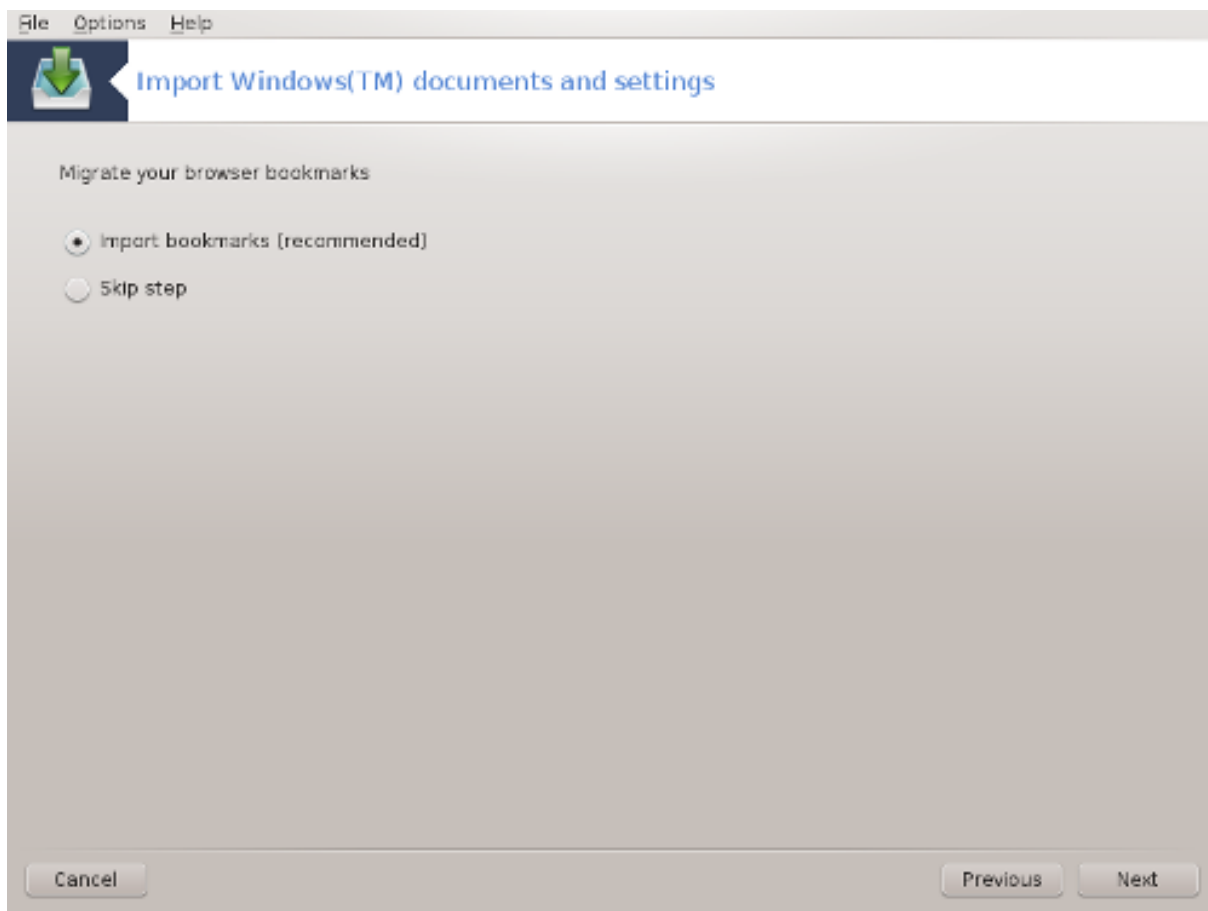 File Options Help
Import Windows(TM) documents and settings
Migrate your browser bookmarks
Import bookmarks (recommended)
Skip step
Cancel Previous Next